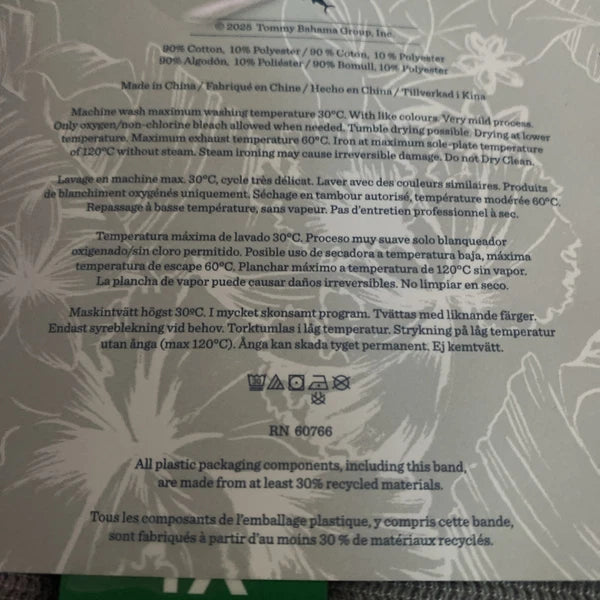 © 2025 Tommy Bahama Group, Inc.
90% Cotton, 10% Polyester / 90 % Coton, 10 % Polyester
90% Algodón, 10% Poliéster / 90% Bomull, 10% Polyester
Made in China / Fabriqué en Chine / Hecho en China / Tillverkad i Kina
Machine wash maximum washing temperature 30°C. With like colours. Very mild process.
Only oxygen/non-chlorine bleach allowed when needed. Tumble drying possible. Drying at lower
temperature. Maximum exhaust temperature 60°C. Iron at maximum sole-plate temperature
of 120°C without steam. Steam ironing may cause irreversible damage. Do not Dry Clean.
Lavage en machine max. 30°C, cycle très délicat. Laver avec des couleurs similaires. Produits
de blanchiment oxygénés uniquement. Séchage en tambour autorisé, température modérée 60°C.
Repassage à basse température, sans vapeur. Pas d'entretien professionnel à sec.
Temperatura máxima de lavado 30°C. Proceso muy suave solo blanqueador
oxigenado/sin cloro permitido. Posible uso de secadora a temperatura baja, máxima
temperatura de escape 60°C. Planchar máximo a temperatura de 120°C sin vapor.
La plancha de vapor puede causar daños irreversibles. No limpiar en seco.
Maskintvätt högst 30°C. I mycket skonsamt program. Tvättas med liknande färger.
Endast syreblekning vid behov. Torktumlas i låg temperatur. Strykning på låg temperatur
utan ånga (max 120°C). Ånga kan skada tyget permanent. Ej kemtvätt.
RN 60766
All plastic packaging components, including this band,
are made from at least 30% recycled materials.
Tous les composants de l'emballage plastique, y compris cette bande,
sont fabriqués à partir d'au moins 30 % de matériaux recyclés.